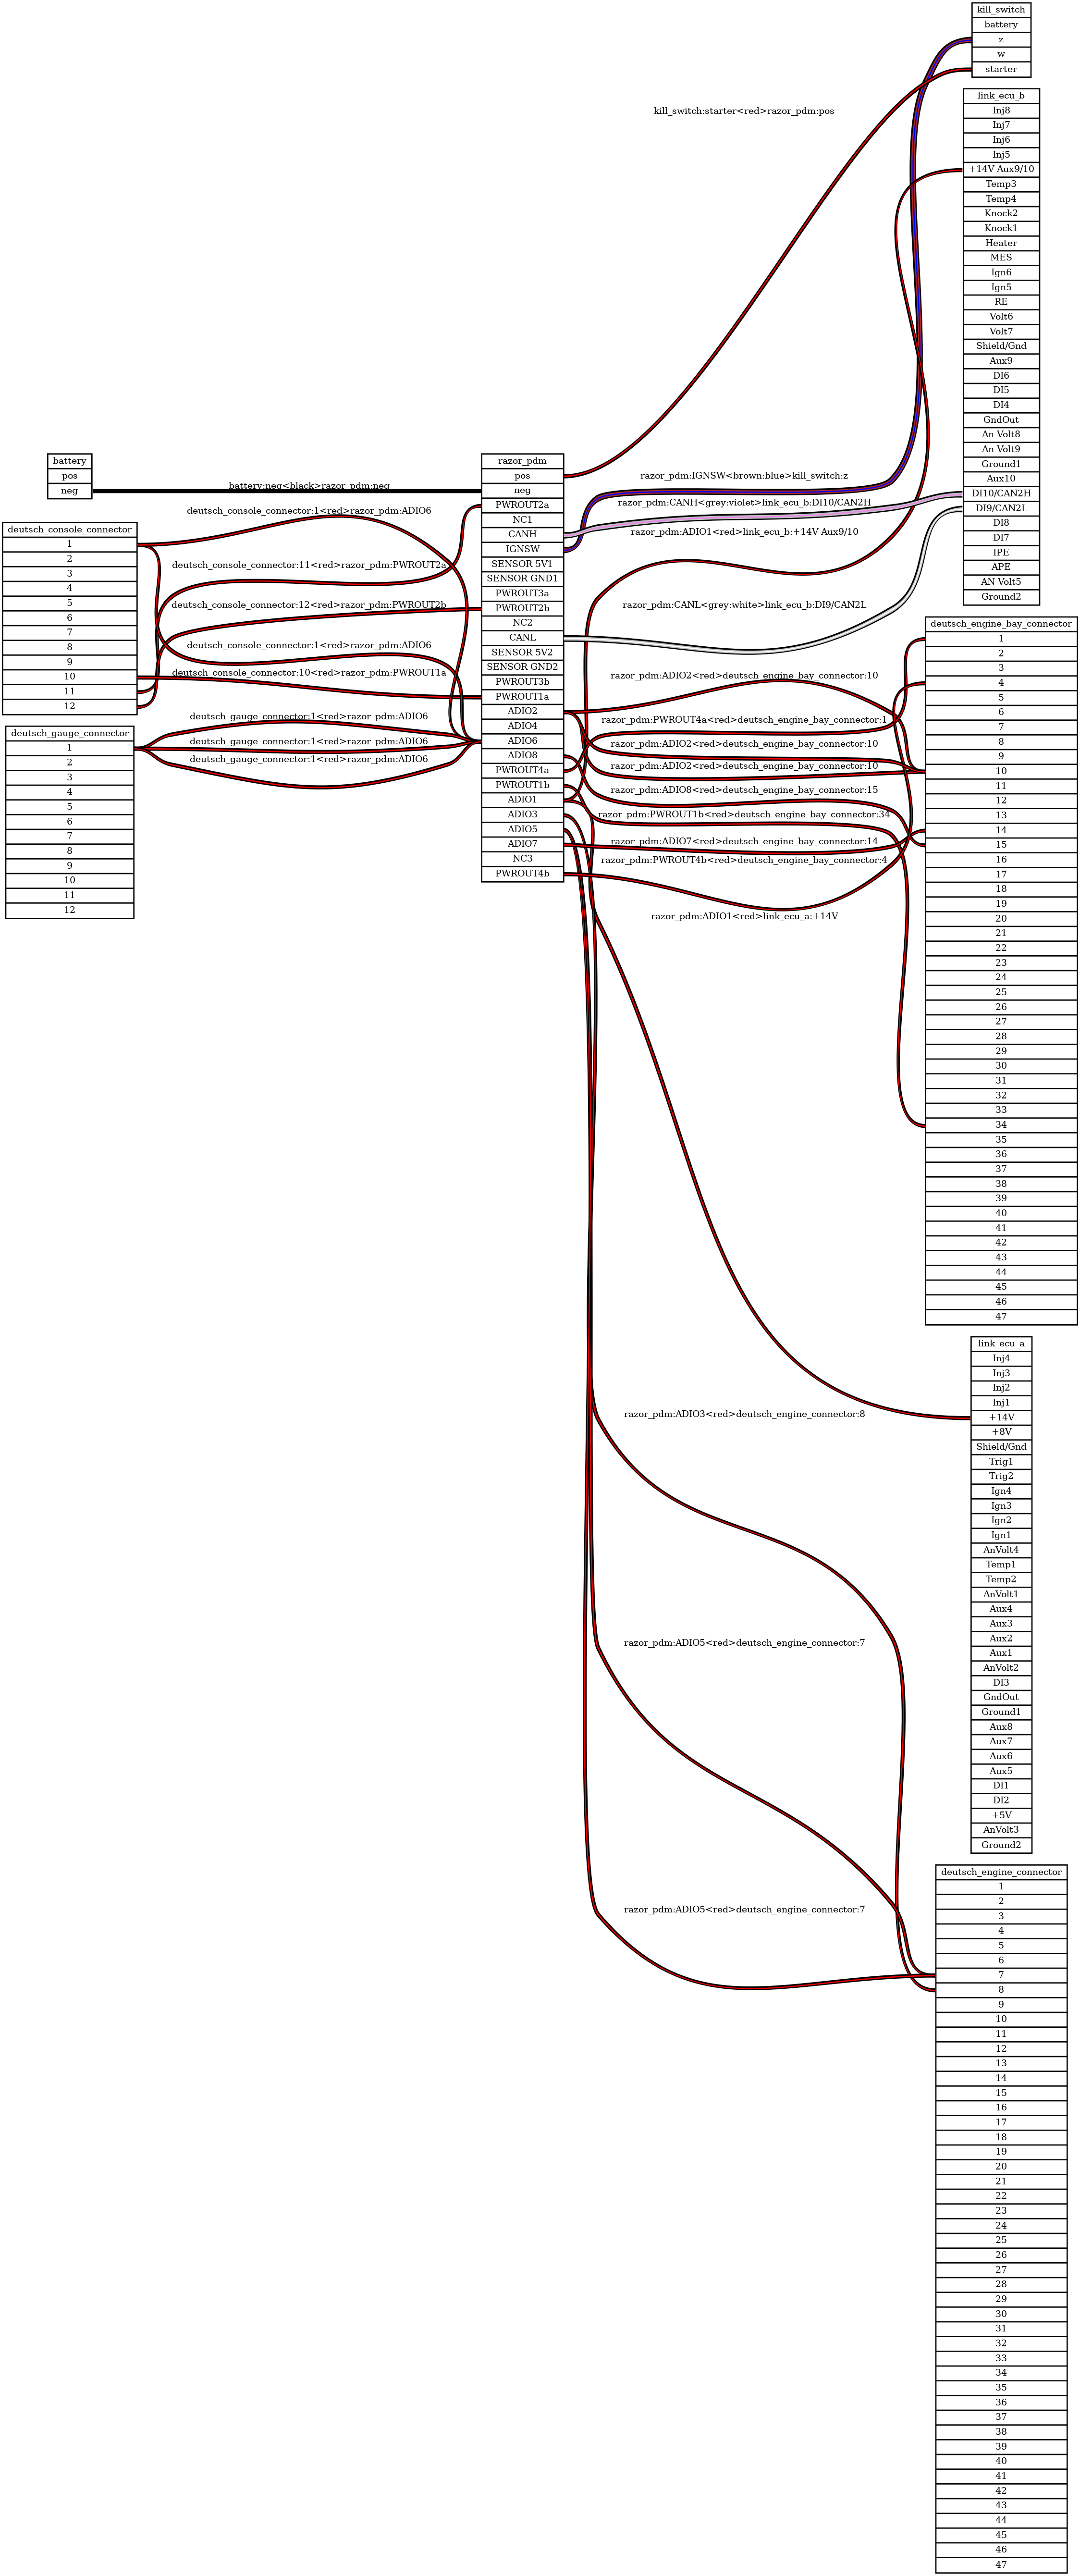 battery
pos
neg
deutsch_console_connector
1
2
3
4
5
6
7
8
9
10
11
12
deutsch_gauge_connector
1
2
3
4
5
6
7
8
9
10
11
12
battery:neg<black>razor_pdm:neg
deutsch_console_connector:1<red>razor_pdm:ADIO6
deutsch_console_connector:11<red>razor_pdm:PWROUT2a
deutsch_console_connector:12<red>razor_pdm:PWROUT2b
deutsch_console_connector:1<red>razor_pdm:ADIO6
deutsch_console_connector:10<red>razor_pdm:PWROUT1a
deutsch_gauge_connector:1<red>razor_pdm:ADIO6
deutsch_gauge_connector:1<red>razor_pdm:ADIO6
deutsch_gauge_connector:1<red>razor_pdm:ADIO6
razor_pdm
pos
neg
PWROUT2a
NC1
CANH
IGNSW
SENSOR 5V1
SENSOR GND1
PWROUT3a
PWROUT2b
NC2
CANL
SENSOR 5V2
SENSOR GND2
PWROUT3b
PWROUT1a
ADIO2
ADIO4
ADIO6
ADIO8
PWROUT4a
PWROUT1b
ADIO1
ADIO3
ADIO5
ADIO7
NC3
PWROUT4b
kill_switch:starter<red>razor_pdm:pos
razor_pdm:IGNSW<brown:blue>kill_switch:z
razor_pdm:CANH<grey:violet>link_ecu_b:DI10/CAN2H
razor_pdm:ADIO1<red>link_ecu_b:+14V Aux9/10
razor_pdm:CANL<grey:white>link_ecu_b:DI9/CAN2L
razor_pdm:ADIO2<red>deutsch_engine_bay_connector:10
razor_pdm:PWROUT4a<red>deutsch_engine_bay_connector:1
razor_pdm:ADIO2<red>deutsch_engine_bay_connector:10
razor_pdm:ADIO2<red>deutsch_engine_bay_connector:10
razor_pdm:ADIO8<red>deutsch_engine_bay_connector:15
razor_pdm:PWROUT1b<red>deutsch_engine_bay_connector:34
razor_pdm:ADIO7<red>deutsch_engine_bay_connector:14
razor_pdm:PWROUT4b<red>deutsch_engine_bay_connector:4
razor_pdm:ADIO1<red>link_ecu_a:+14V
razor_pdm:ADIO3<red>deutsch_engine_connector:8
razor_pdm:ADIO5<red>deutsch_engine_connector:7
razor_pdm:ADIO5<red>deutsch_engine_connector:7
kill_switch
battery
z
w
starter
link_ecu_b
Inj8
Inj7
Inj6
Inj5
+14V Aux9/10
Temp3
Temp4
Knock2
Knock1
Heater
MES
Ign6
Ign5
RE
Volt6
Volt7
Shield/Gnd
Aux9
DI6
DI5
DI4
GndOut
An Volt8
An Volt9
Ground1
Aux10
DI10/CAN2H
DI9/CAN2L
DI8
DI7
IPE
APE
AN Volt5
Ground2
deutsch_engine_bay_connector
1
2
3
4
5
6
7
8
9
10
11
12
13
14
15
16
17
18
19
20
21
22
23
24
25
26
27
28
29
30
31
32
33
34
35
36
37
38
39
40
41
42
43
44
45
46
47
link_ecu_a
Inj4
Inj3
Inj2
Inj1
+14V
+8V
Shield/Gnd
Trig1
Trig2
Ign4
Ign3
Ign2
Ign1
AnVolt4
Temp1
Temp2
AnVolt1
Aux4
Aux3
Aux2
Aux1
AnVolt2
DI3
GndOut
Ground1
Aux8
Aux7
Aux6
Aux5
DI1
DI2
+5V
AnVolt3
Ground2
deutsch_engine_connector
1
2
3
4
5
6
7
8
9
10
11
12
13
14
15
16
17
18
19
20
21
22
23
24
25
26
27
28
29
30
31
32
33
34
35
36
37
38
39
40
41
42
43
44
45
46
47